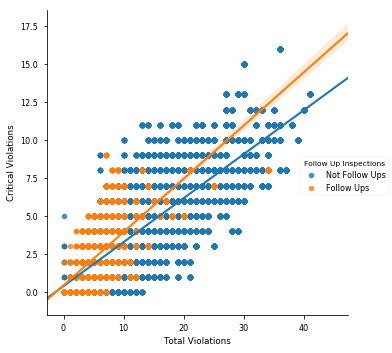 17.5
15.0
12.5
10.0
7.5
5.0
2.5
0.0
Critical Violations
0 10 20 30 40
Total Violations
Follow Up Inspections
Not Follow Ups
Follow Ups